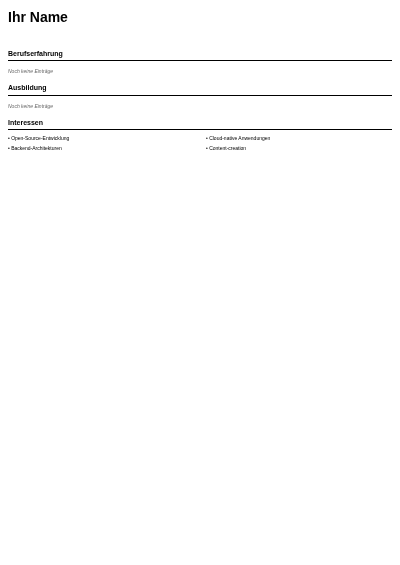 Ihr Name
Berufserfahrung
Noch keine Einträge
Ausbildung
Noch keine Einträge
Interessen
• Open-Source-Entwicklung
• Cloud-native Anwendungen
• Backend-Architekturen
• Content-creation